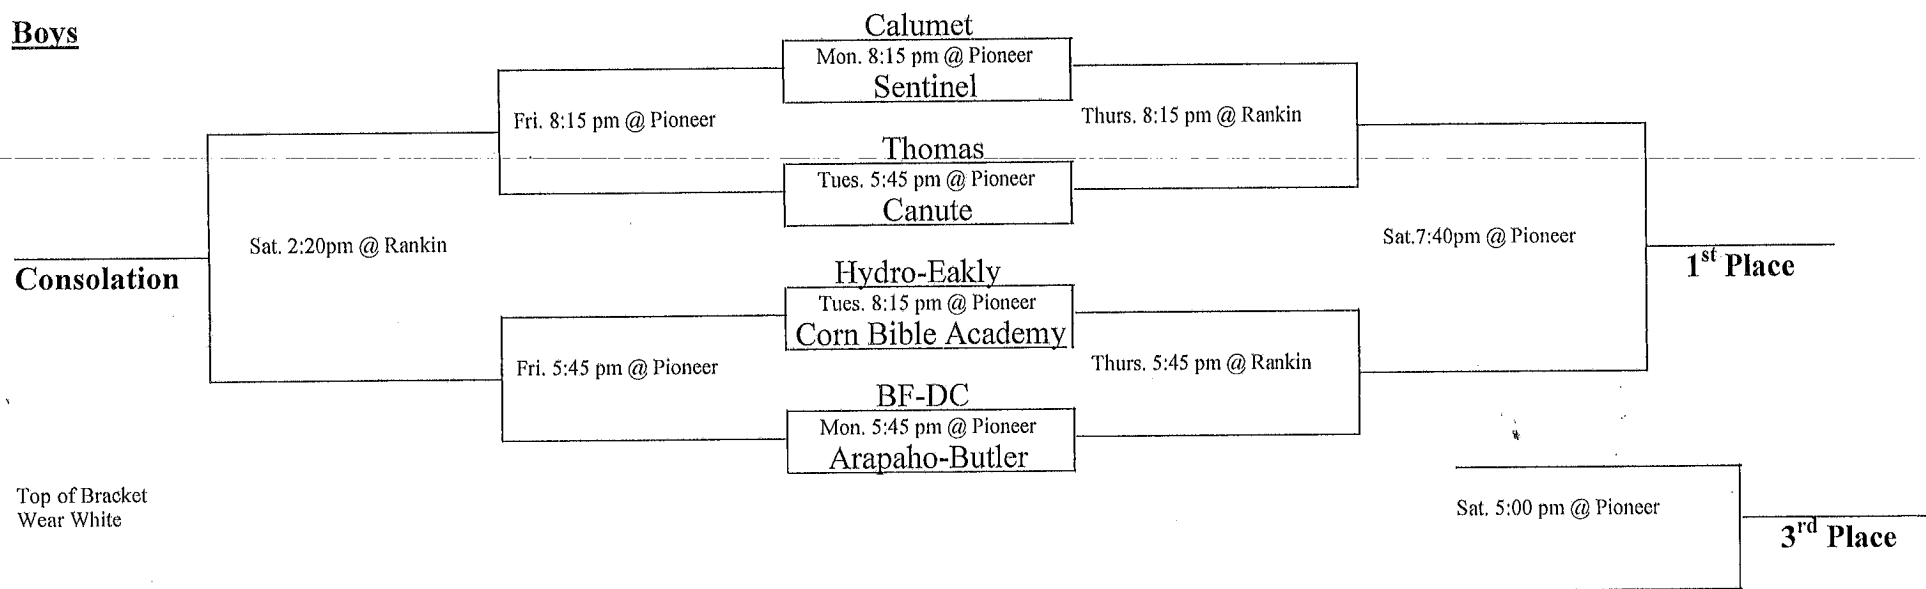 Boys
Calumet
Mon. 8:15 pm @ Pioneer
Sentinel
Fri. 8:15 pm @ Pioneer
Thurs. 8:15 pm @ Rankin
Thomas
Tues. 5:45 pm @ Pioneer
Canute
Sat. 2:20pm @ Rankin
Sat.7:40pm @ Pioneer
Consolation
1st Place
Hydro-Eakly
Tues. 8:15 pm @ Pioneer
Corn Bible Academy
Fri. 5:45 pm @ Pioneer
Thurs. 5:45 pm @ Rankin
BF-DC
Mon. 5:45 pm @ Pioneer
Arapaho-Butler
Top of Bracket
Wear White
Sat. 5:00 pm @ Pioneer
3rd Place